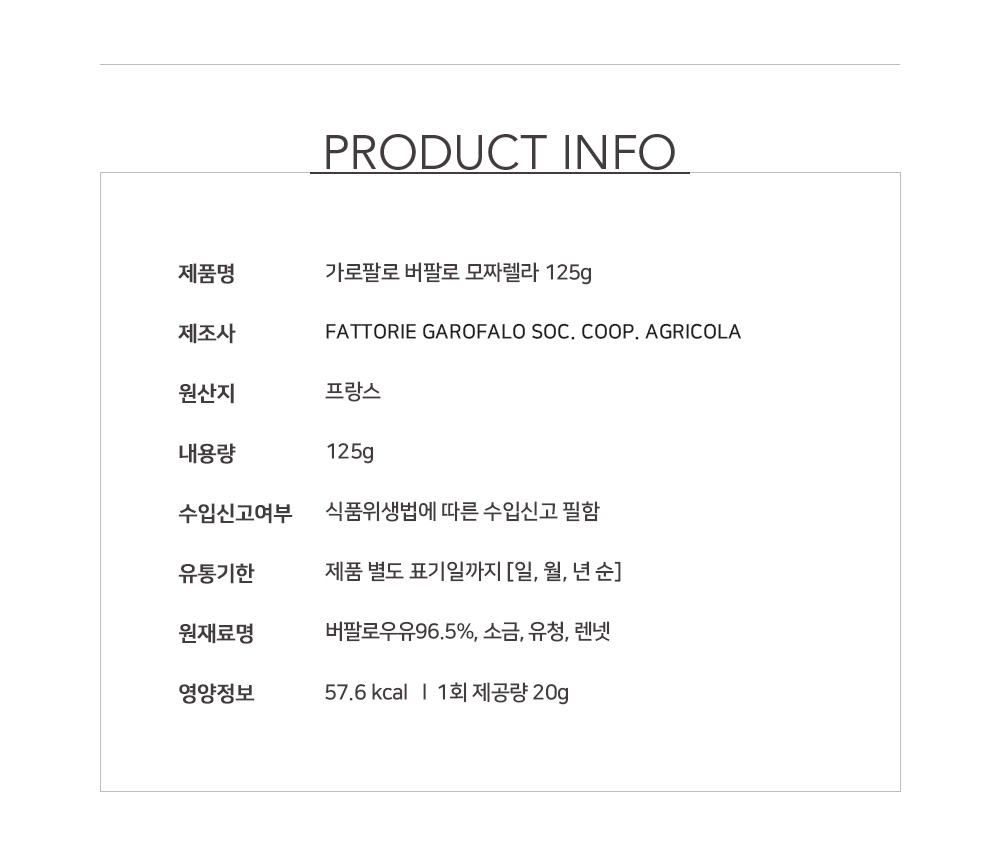 PRODUCT INFO
제품명 가로팔로 버팔로 모짜렐라 125g
제조사 FATTORIE GAROFALO SOC. COOP. AGRICOLA
원산지 프랑스
내용량 125g
수입신고여부 식품위생법에 따른 수입신고 필함
유통기한 제품 별도 표기일까지 [일, 월, 년 순]
원재료명 버팔로우유96.5%, 소금, 유청, 렌넷
영양정보 57.6 kcal ㅣ 1회 제공량 20g